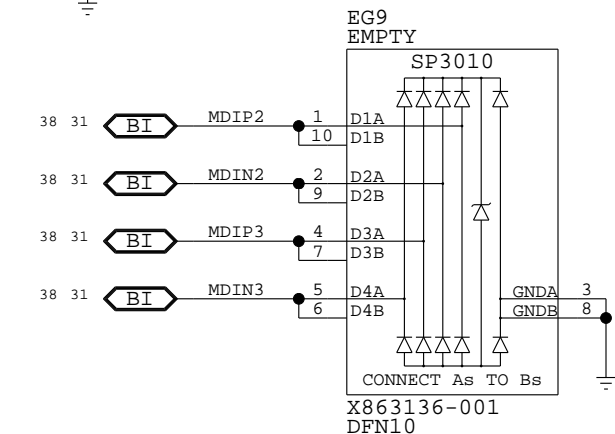 EG9
EMPTY
SP3010
38 31 BI MDIP2 1 D1A
10 D1B
38 31 BI MDIN2 2 D2A
9 D2B
38 31 BI MDIP3 4 D3A
7 D3B
38 31 BI MDIN3 5 D4A GNDA 3
6 D4B GNDB 8
CONNECT As TO Bs
X863136-001
DFN10